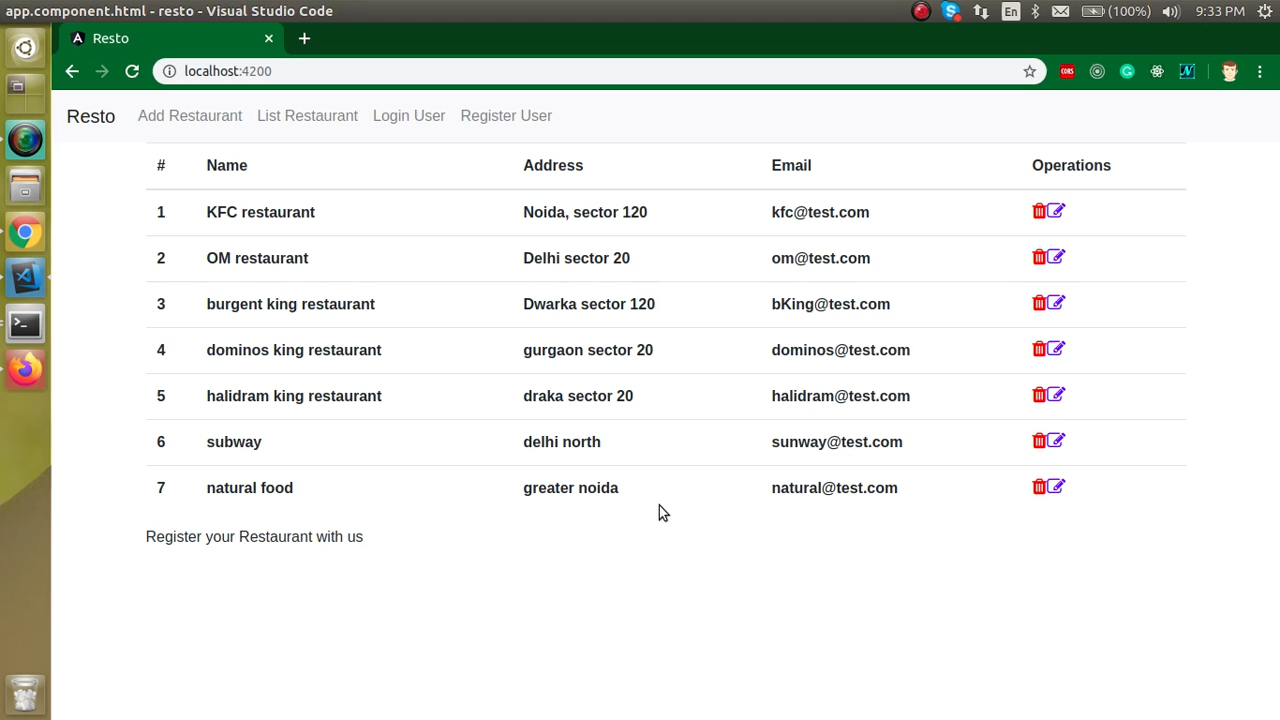 app.component.html - resto - Visual Studio Code En (100%) 9:33 PM
Resto
localhost:4200 CORS
Resto Add Restaurant List Restaurant Login User Register User
# Name Address Email Operations
1 KFC restaurant Noida, sector 120 kfc@test.com
2 OM restaurant Delhi sector 20 om@test.com
3 burgent king restaurant Dwarka sector 120 bKing@test.com
4 dominos king restaurant gurgaon sector 20 dominos@test.com
5 halidram king restaurant draka sector 20 halidram@test.com
6 subway delhi north sunway@test.com
7 natural food greater noida natural@test.com
Register your Restaurant with us